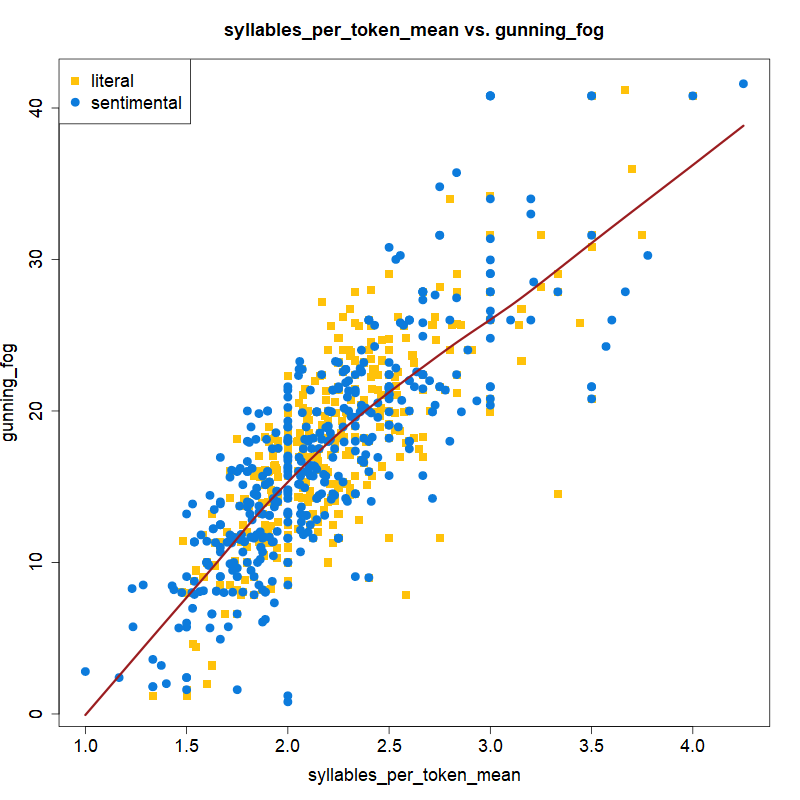 syllables_per_token_mean vs. gunning_fog
literal
sentimental
gunning_fog
40
30
20
10
0
1.0 1.5 2.0 2.5 3.0 3.5 4.0
syllables_per_token_mean